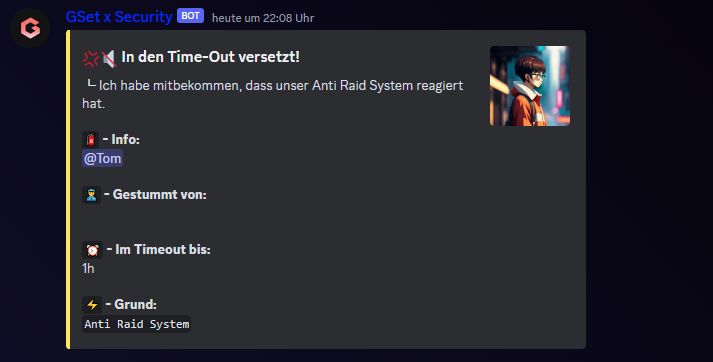 GSet x Security BOT heute um 22:08 Uhr
In den Time-Out versetzt!
└ Ich habe mitbekommen, dass unser Anti Raid System reagiert
hat.
- Info:
@Tom
- Gestummt von:
- Im Timeout bis:
1h
- Grund:
Anti Raid System